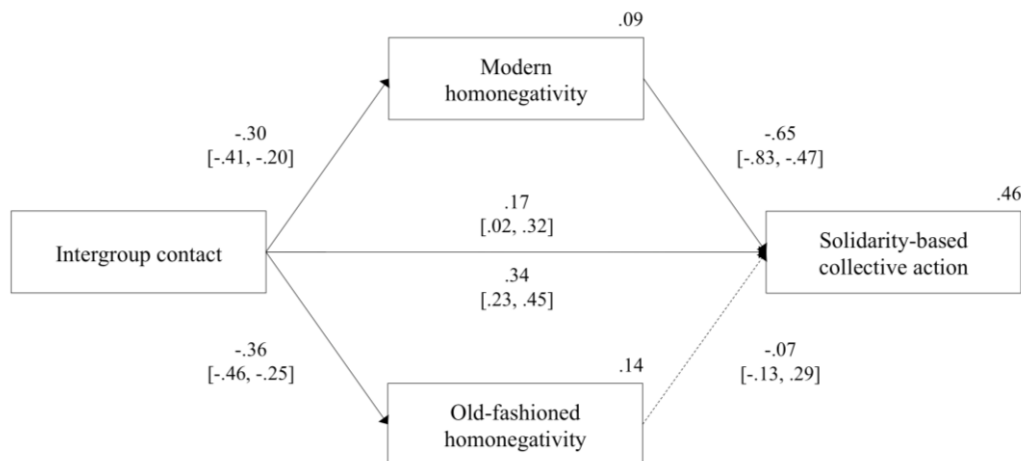 .09
Modern
homonegativity
-.30
[-.41, -.20]
-.65
[-.83, -.47]
.17
[.02, .32]
.46
Intergroup contact
Solidarity-based
collective action
.34
[.23, .45]
-.36
[-.46, -.25]
.14
-.07
[-.13, .29]
Old-fashioned
homonegativity